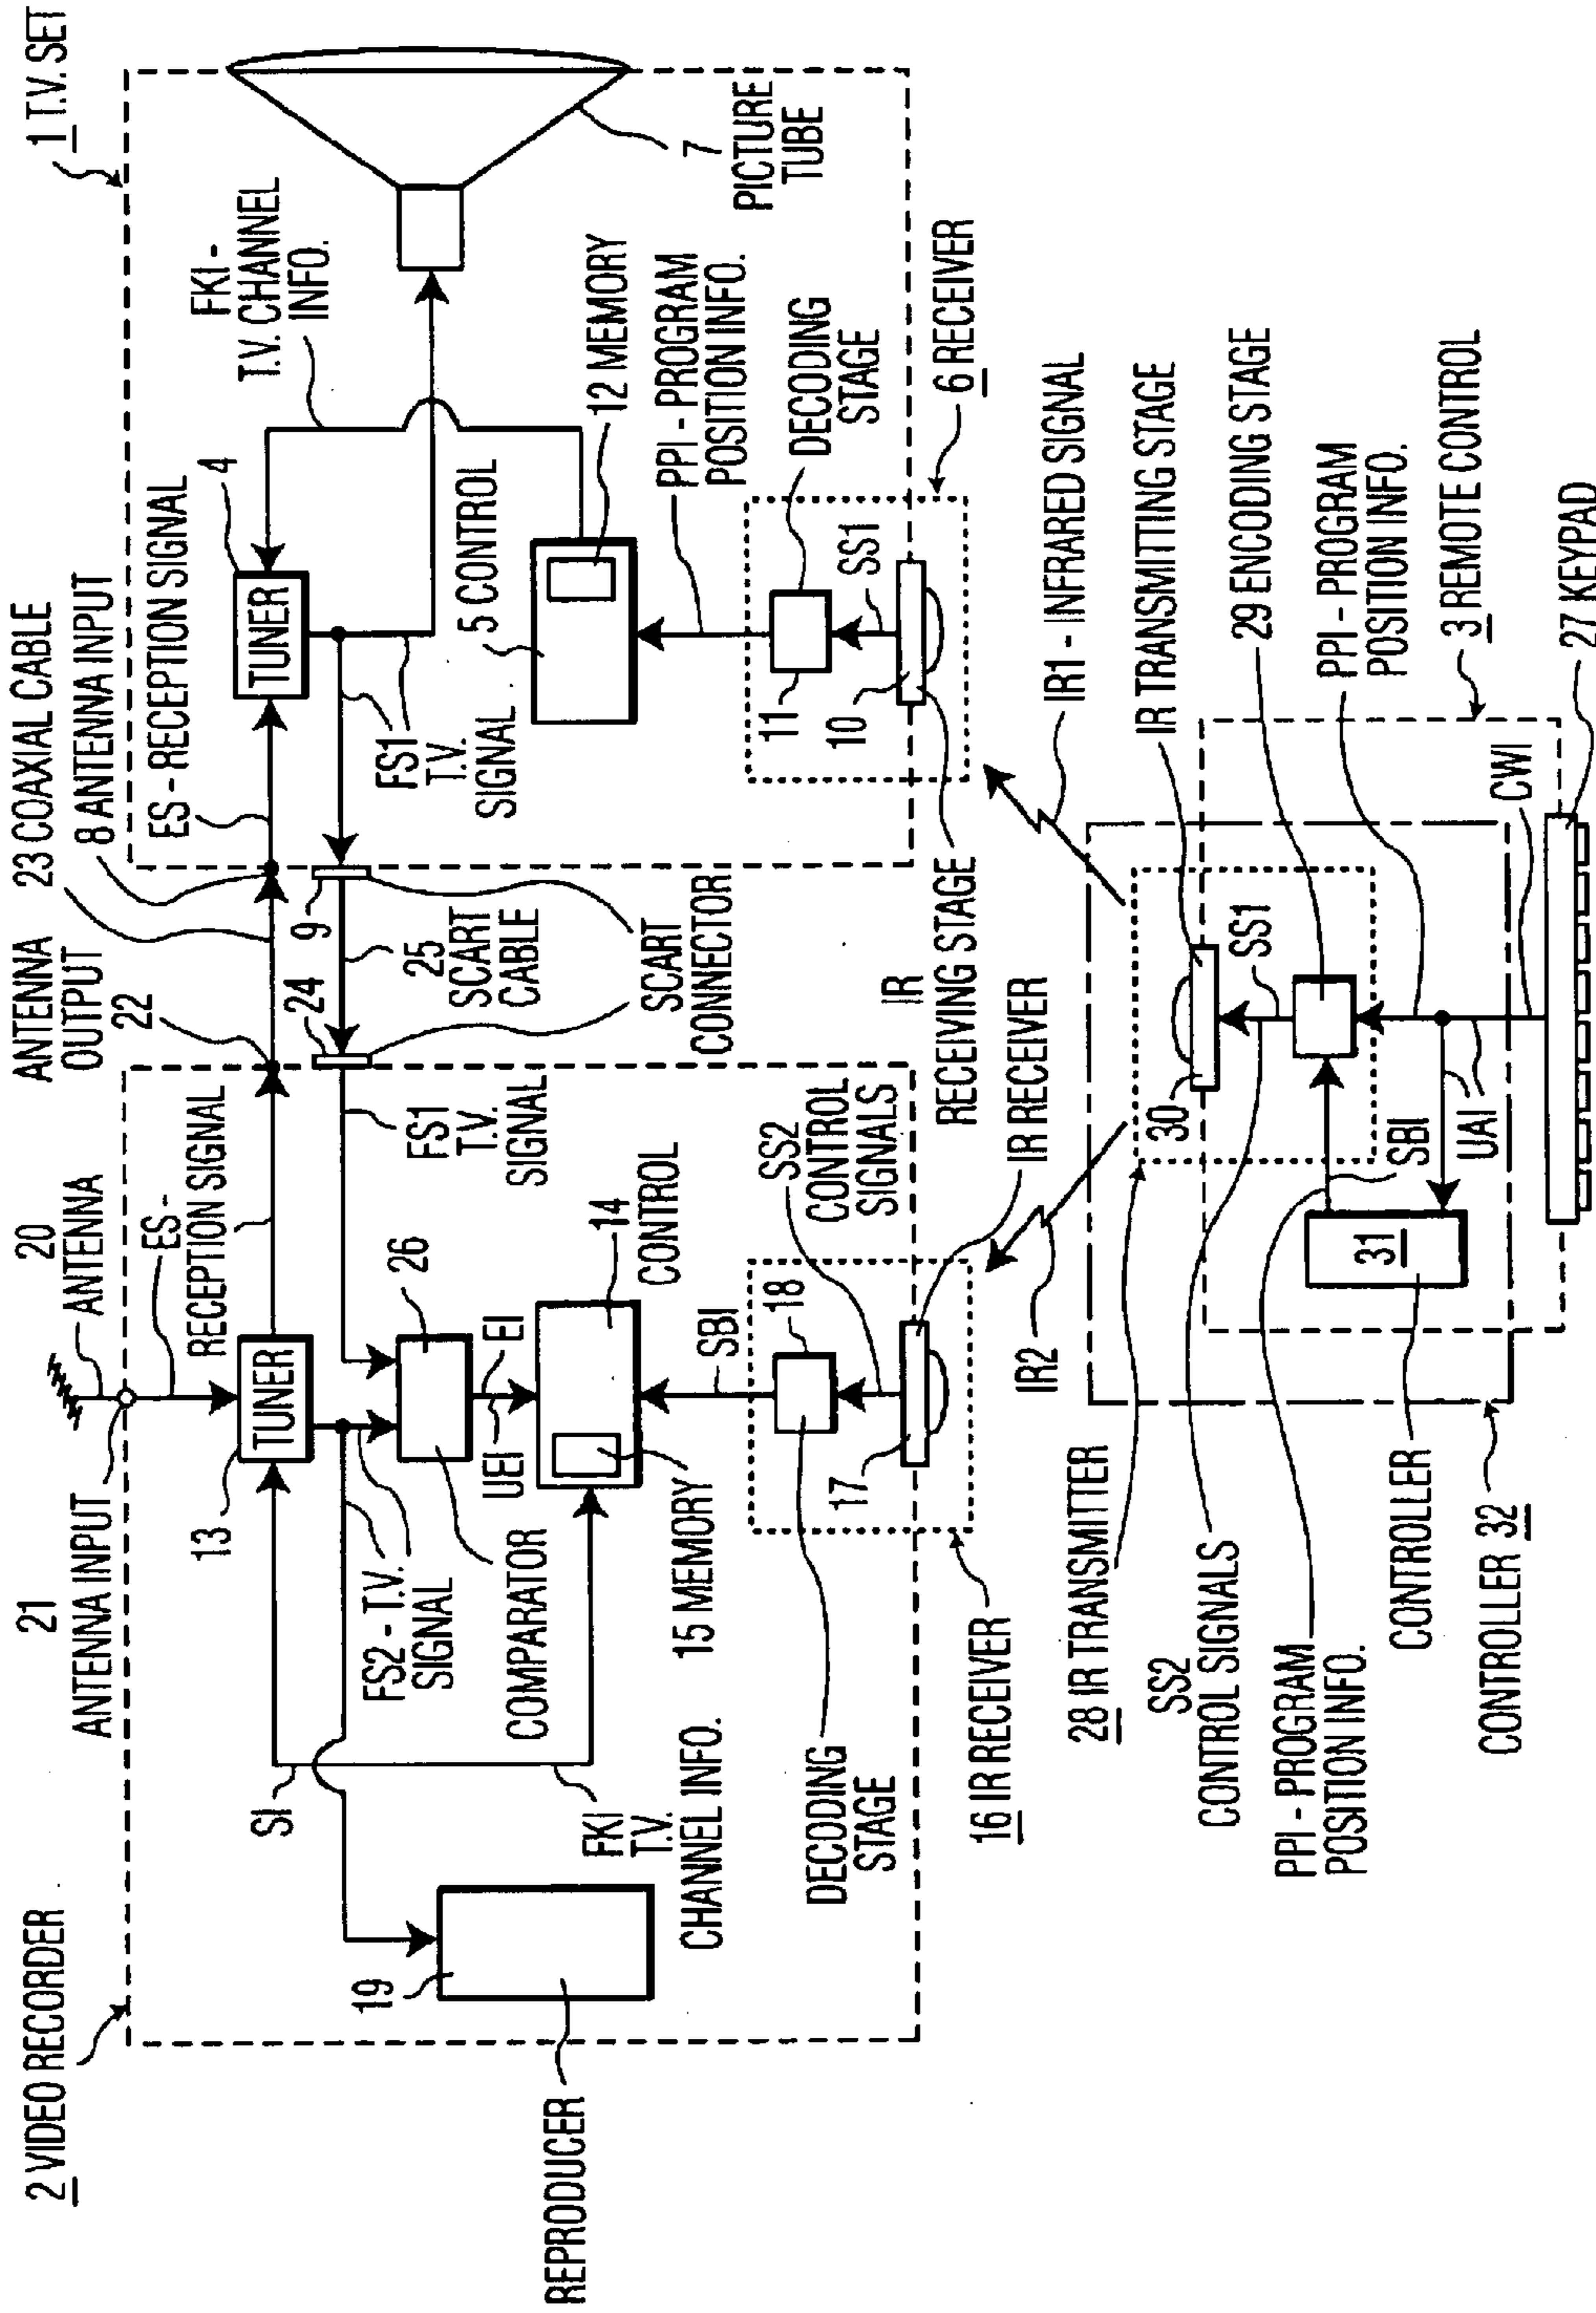 2 VIDEO RECORDER
21
ANTENNA INPUT
20
ANTENNA
ES -
RECEPTION SIGNAL
ANTENNA
OUTPUT
22
23 COAXIAL CABLE
8 ANTENNA INPUT
ES - RECEPTION SIGNAL
1 T.V. SET
13
TUNER
SI
FS2 - T.V.
SIGNAL
COMPARATOR
26
UEI
EI
14
CONTROL
15 MEMORY
FKI
T.V.
CHANNEL INFO.
19
REPRODUCER
FS1
T.V.
SIGNAL
24
9
25
SCART
CABLE
SCART
CONNECTOR
SBI
18
17
DECODING
STAGE
SS2
CONTROL
SIGNALS
IR RECEIVER
16 IR RECEIVER
4
TUNER
FKI -
T.V. CHANNEL
INFO.
FS1
T.V.
SIGNAL
5 CONTROL
12 MEMORY
7
PICTURE
TUBE
PPI - PROGRAM
POSITION INFO.
11
DECODING
STAGE
10
SS1
6 RECEIVER
IR
RECEIVING STAGE
IR2
IR1 - INFRARED SIGNAL
28 IR TRANSMITTER
30
IR TRANSMITTING STAGE
SS1
29 ENCODING STAGE
SS2
CONTROL SIGNALS
PPI - PROGRAM
POSITION INFO.
PPI - PROGRAM
POSITION INFO.
SBI
UAI
31
CONTROLLER
CONTROLLER 32
3 REMOTE CONTROL
CWI
27 KEYPAD